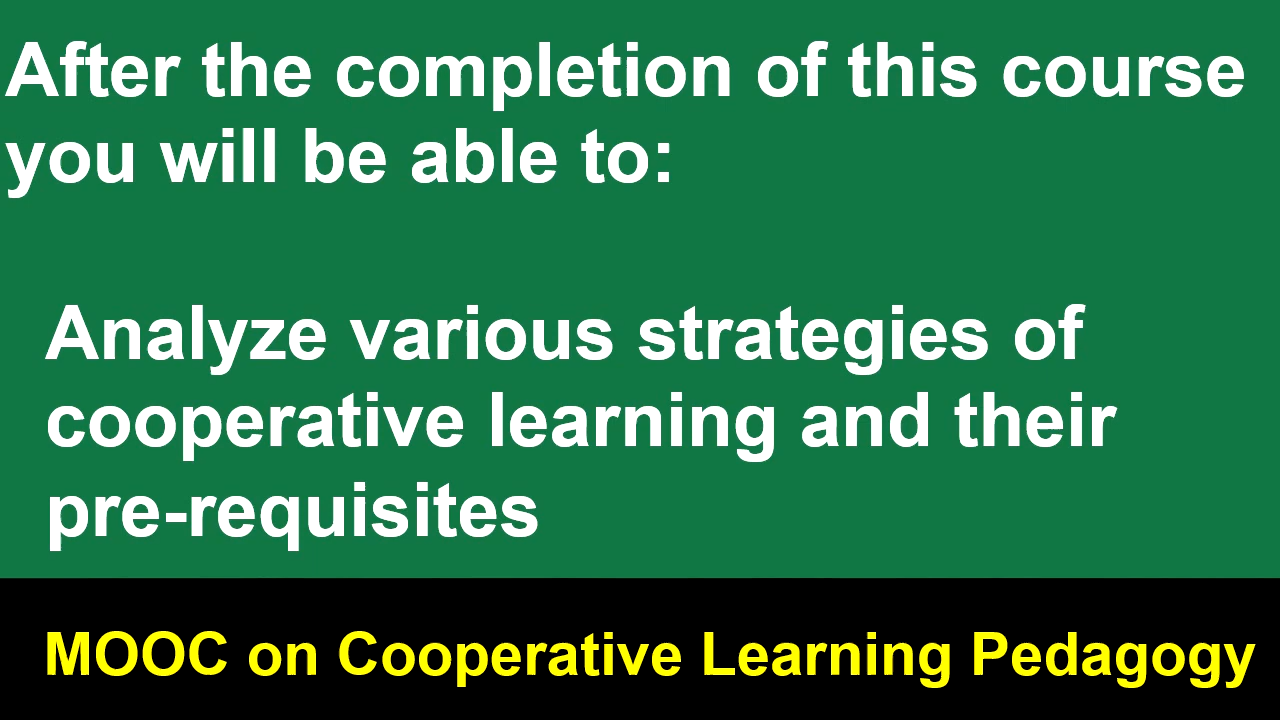 After the completion of this course
you will be able to:
Analyze various strategies of
cooperative learning and their
pre-requisites
MOOC on Cooperative Learning Pedagogy